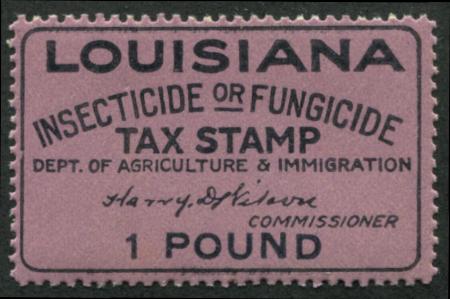 LOUISIANA
INSECTICIDE OR FUNGICIDE
TAX STAMP
DEPT. OF AGRICULTURE & IMMIGRATION
Harry D. Wilson
COMMISSIONER
1 POUND